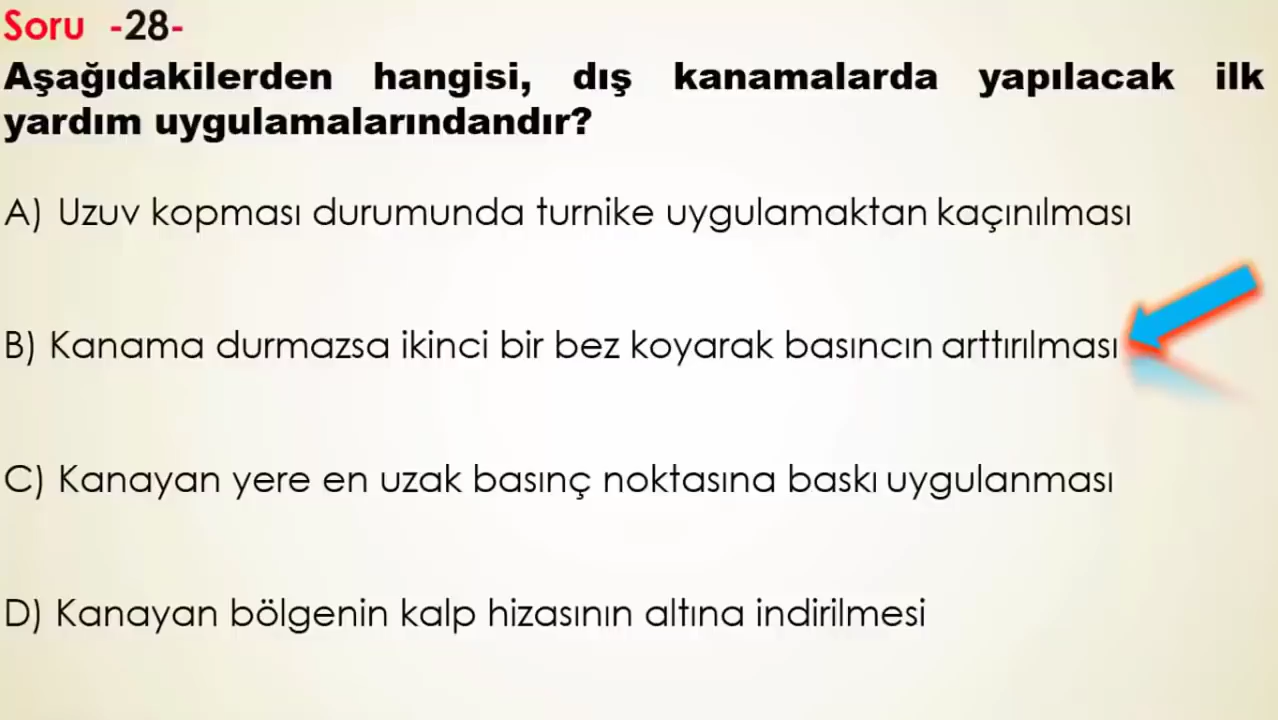 Soru -28-
Aşağıdakilerden hangisi, dış kanamalarda yapılacak ilk
yardım uygulamalarındandır?
A) Uzuv kopması durumunda turnike uygulamaktan kaçınılması
B) Kanama durmazsa ikinci bir bez koyarak basıncın arttırılması
C) Kanayan yere en uzak basınç noktasına baskı uygulanması
D) Kanayan bölgenin kalp hizasının altına indirilmesi